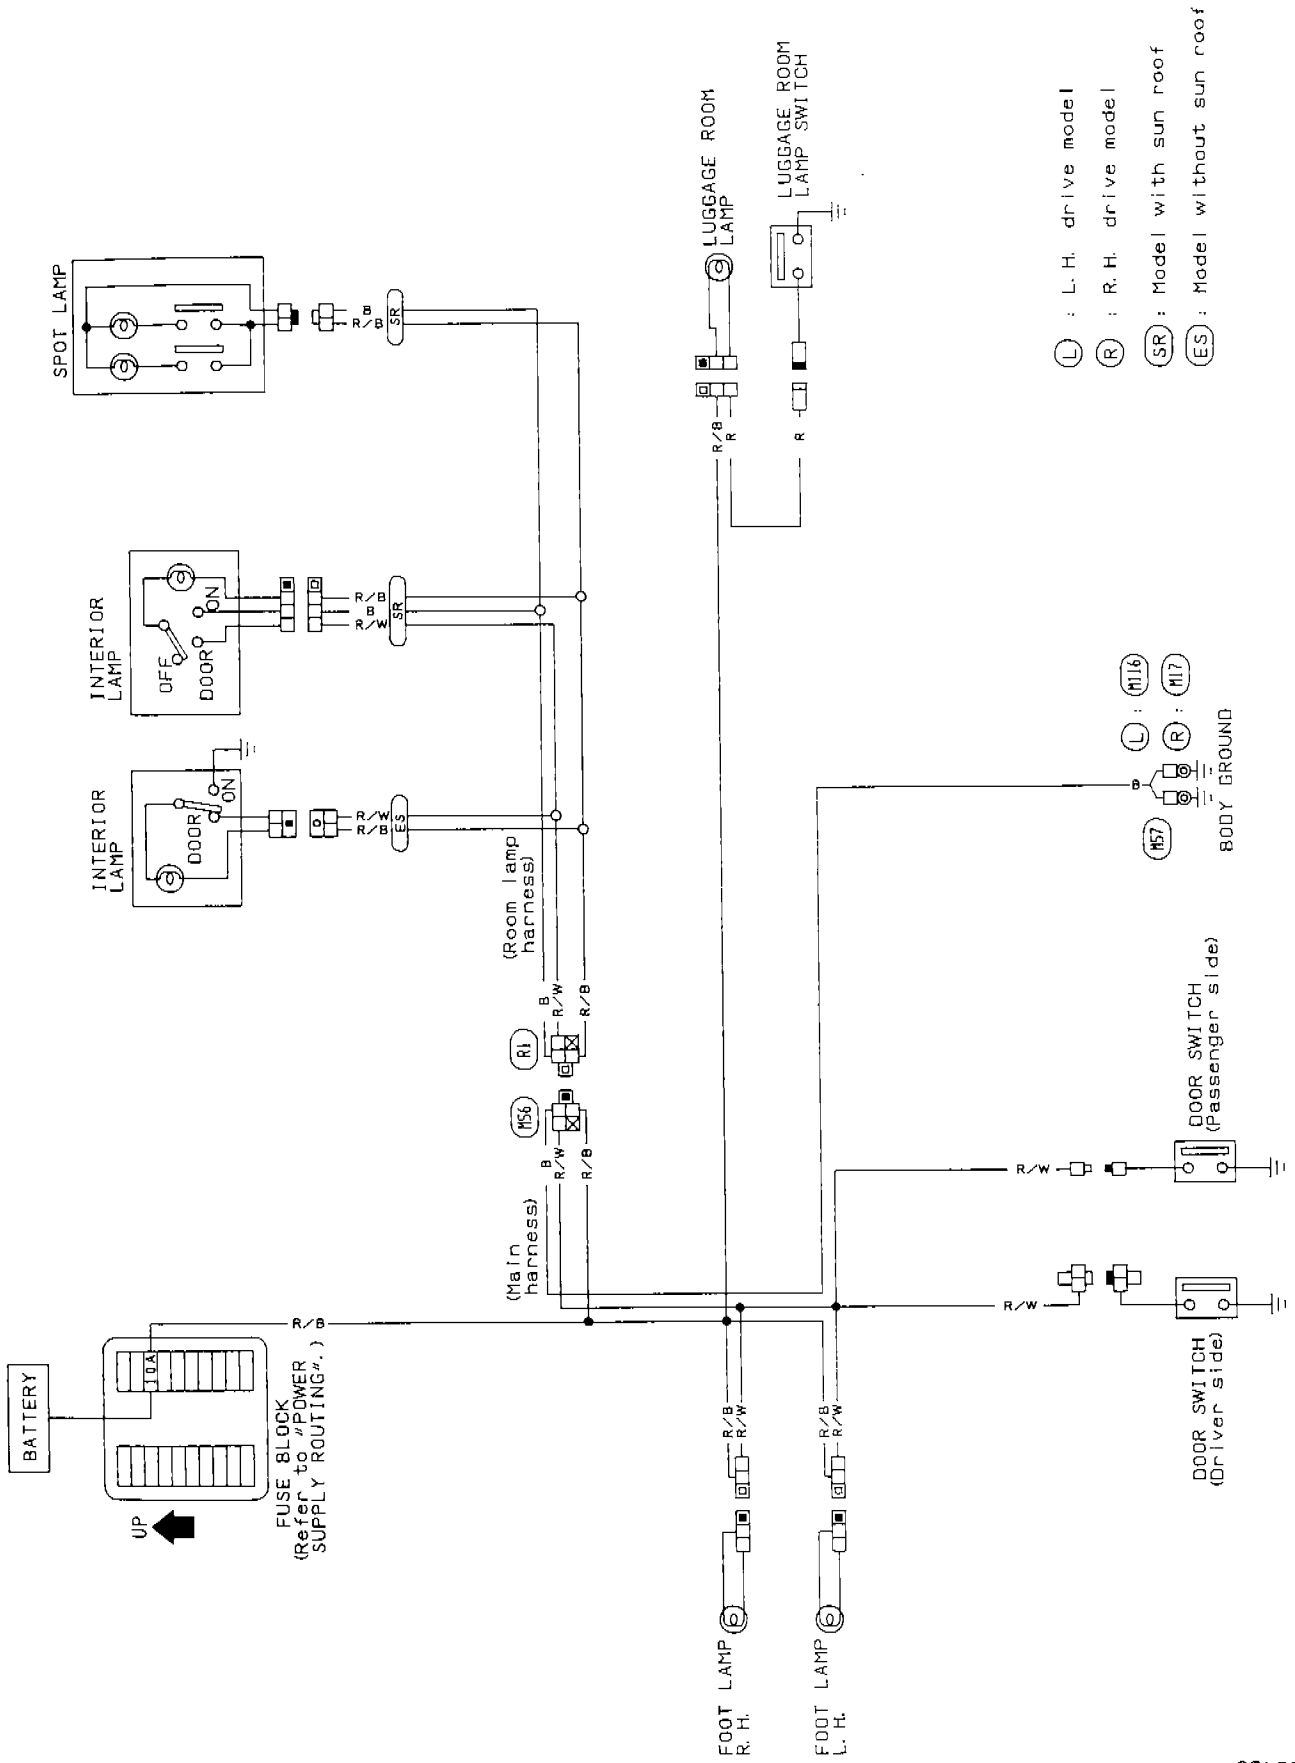 BATTERY
UP
10A
FUSE BLOCK
(Refer to "POWER
SUPPLY ROUTING".)
R/B
INTERIOR
LAMP
DOOR
ON
R/W
R/B
ES
INTERIOR
LAMP
OFF
DOOR
ON
R/B
B
R/W
SR
SPOT LAMP
B
R/B
SR
(Main
harness)
B
R/W
R/B
M56
R1
B
R/W
R/B
(Room lamp
harness)
FOOT LAMP
R.H.
R/B
R/W
FOOT LAMP
L.H.
R/B
R/W
R/B
R
R
LUGGAGE ROOM
LAMP
LUGGAGE ROOM
LAMP SWITCH
R/W
DOOR SWITCH
(Driver side)
R/W
DOOR SWITCH
(Passenger side)
B
M57
L : M116
R : M17
BODY GROUND
L : L.H. drive model
R : R.H. drive model
SR : Model with sun roof
ES : Model without sun roof